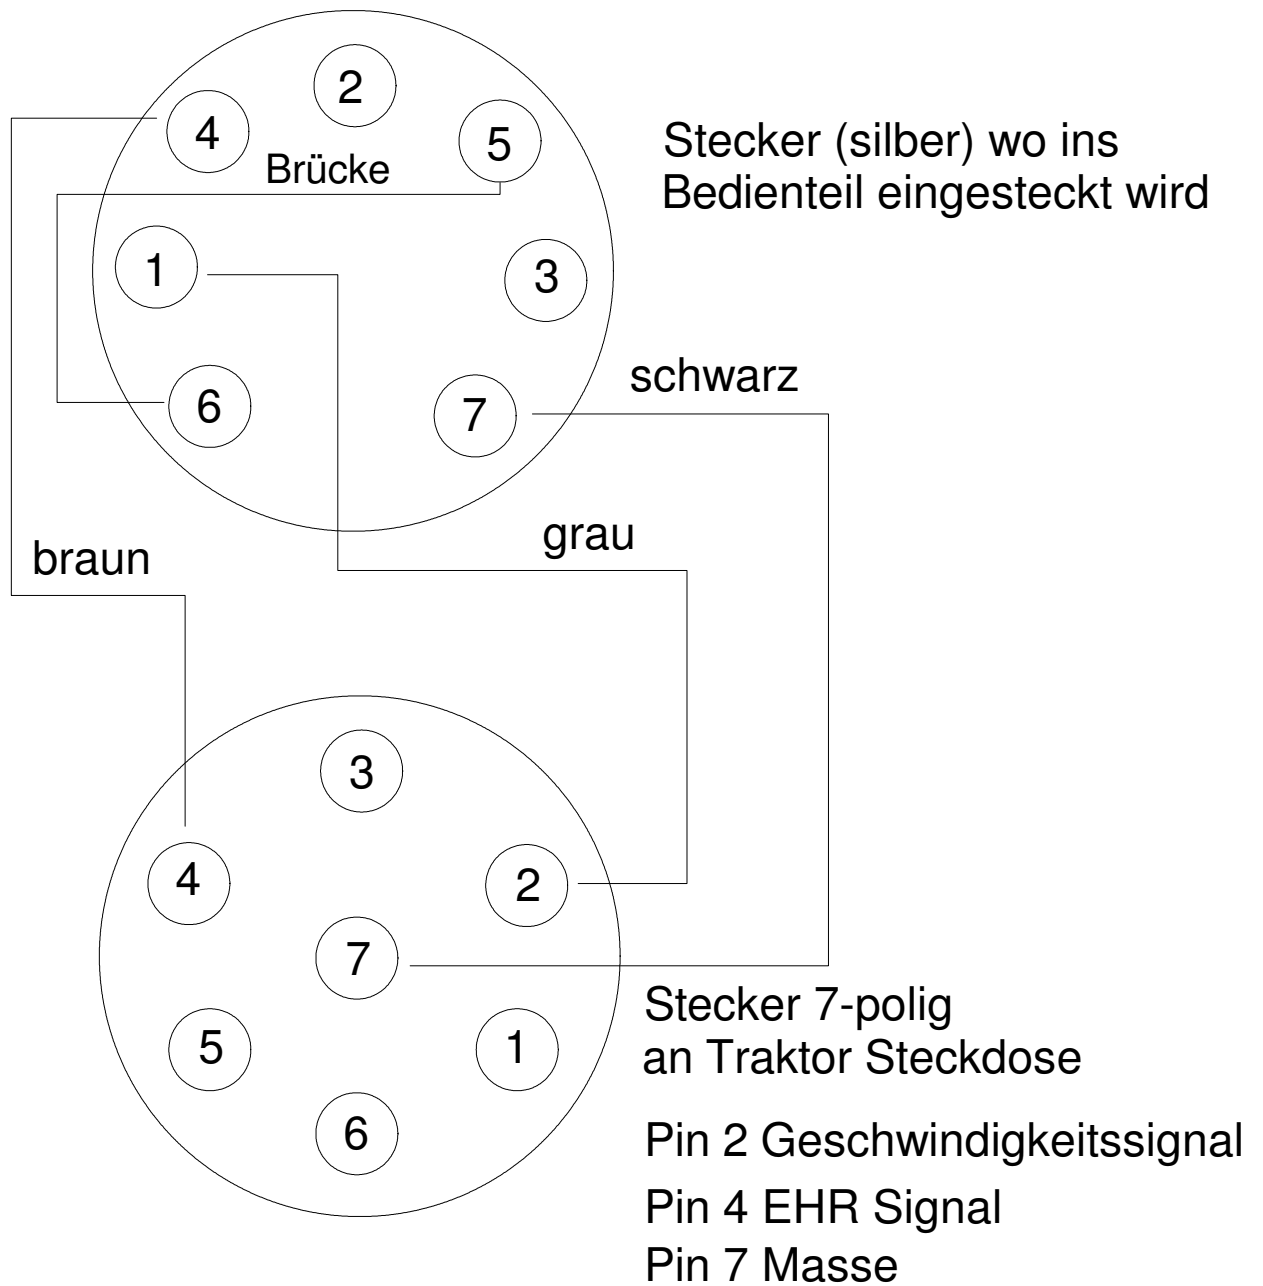 2
4
5
Brücke
Stecker (silber) wo ins
Bedienteil eingesteckt wird
1
3
6
7
schwarz
grau
braun
3
4
2
7
5
1
6
Stecker 7-polig
an Traktor Steckdose
Pin 2 Geschwindigkeitssignal
Pin 4 EHR Signal
Pin 7 Masse